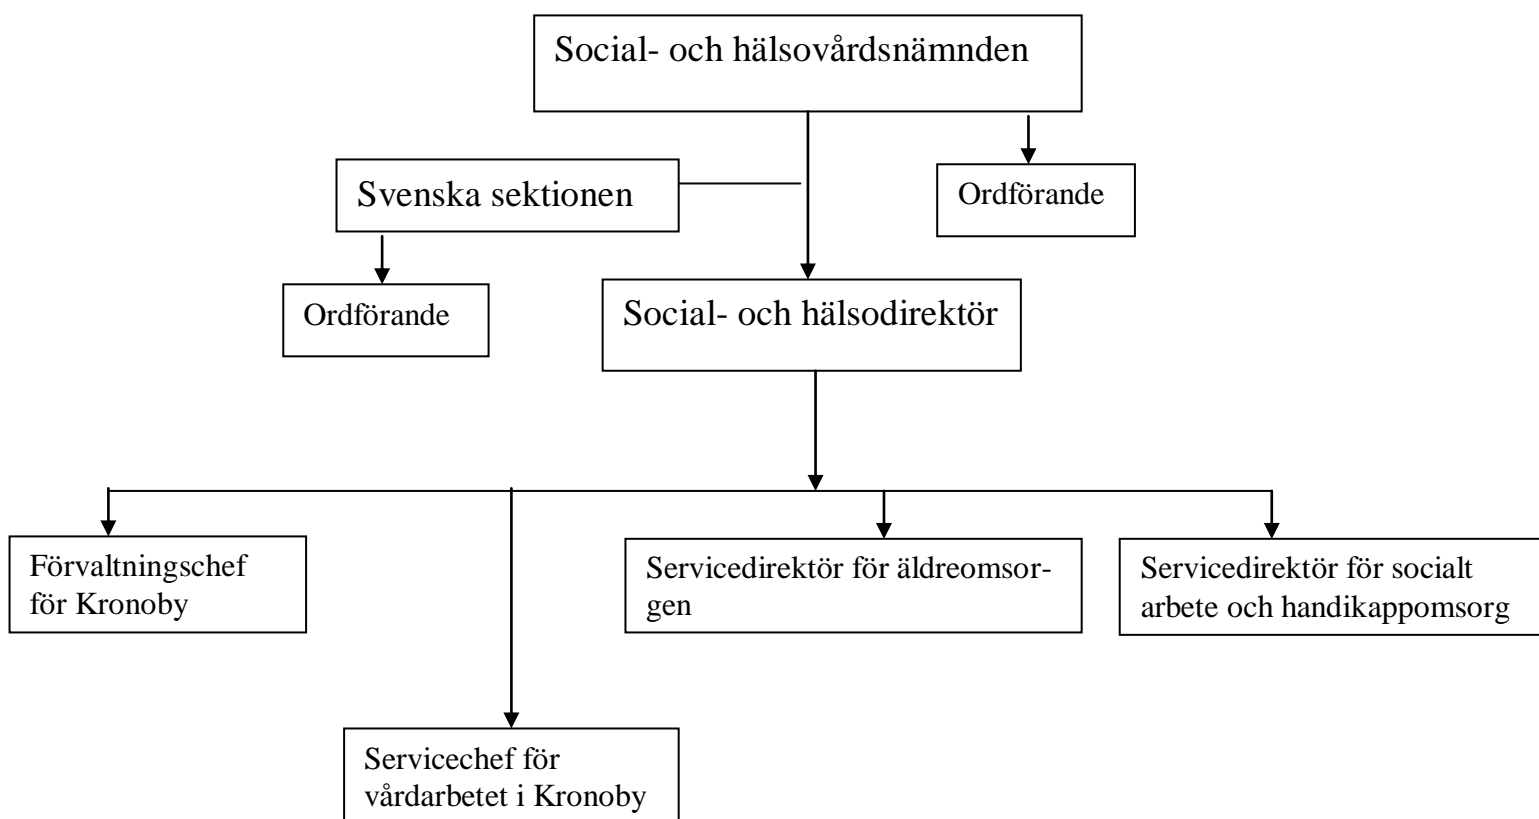 Social- och hälsovårdsnämnden
Svenska sektionen
Ordförande
Ordförande
Social- och hälsodirektör
Förvaltningschef
för Kronoby
Servicedirektör för äldreomsor-
gen
Servicedirektör för socialt
arbete och handikappomsorg
Servicechef för
vårdarbetet i Kronoby